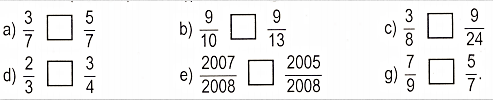 a) 3/7 □ 5/7 b) 9/10 □ 9/13 c) 3/8 □ 9/24
d) 2/3 □ 3/4 e) 2007/2008 □ 2005/2008 g) 7/9 □ 5/7.